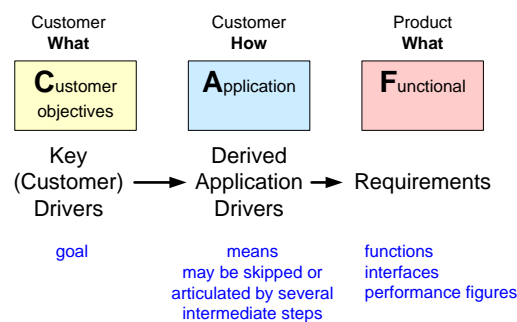 Customer
What
Customer
How
Product
What
Customer
objectives
Application
Functional
Key
(Customer)
Drivers
Derived
Application
Drivers
Requirements
goal
means
may be skipped or
articulated by several
intermediate steps
functions
interfaces
performance figures